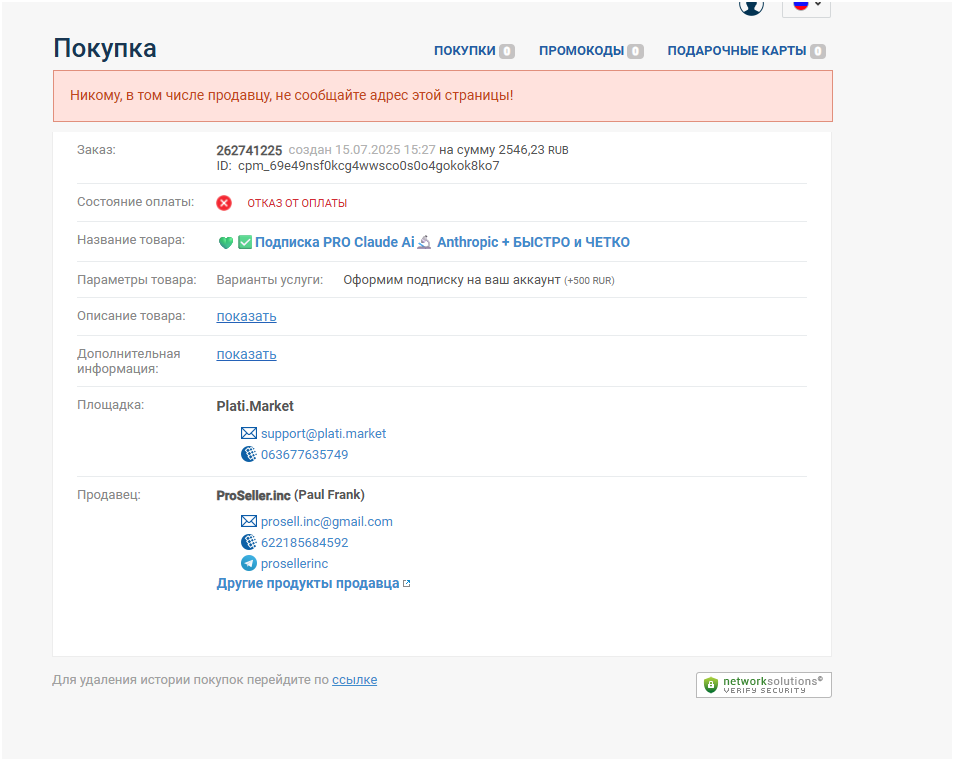 Покупка
ПОКУПКИ 0 ПРОМОКОДЫ 0 ПОДАРОЧНЫЕ КАРТЫ 0
Никому, в том числе продавцу, не сообщайте адрес этой страницы!
Заказ: 262741225 создан 15.07.2025 15:27 на сумму 2546,23 RUB
ID: cpm_69e49nsf0kcg4wwsco0s0o4gokok8ko7
Состояние оплаты: ОТКАЗ ОТ ОПЛАТЫ
Название товара: 💚 ✅Подписка PRO Claude Ai🔬 Anthropic + БЫСТРО и ЧЕТКО
Параметры товара: Варианты услуги: Оформим подписку на ваш аккаунт (+500 RUR)
Описание товара: показать
Дополнительная информация: показать
Площадка: Plati.Market
support@plati.market
063677635749
Продавец: ProSeller.inc (Paul Frank)
prosell.inc@gmail.com
622185684592
prosellerinc
Другие продукты продавца
Для удаления истории покупок перейдите по ссылке
networksolutions©
VERIFY SECURITY